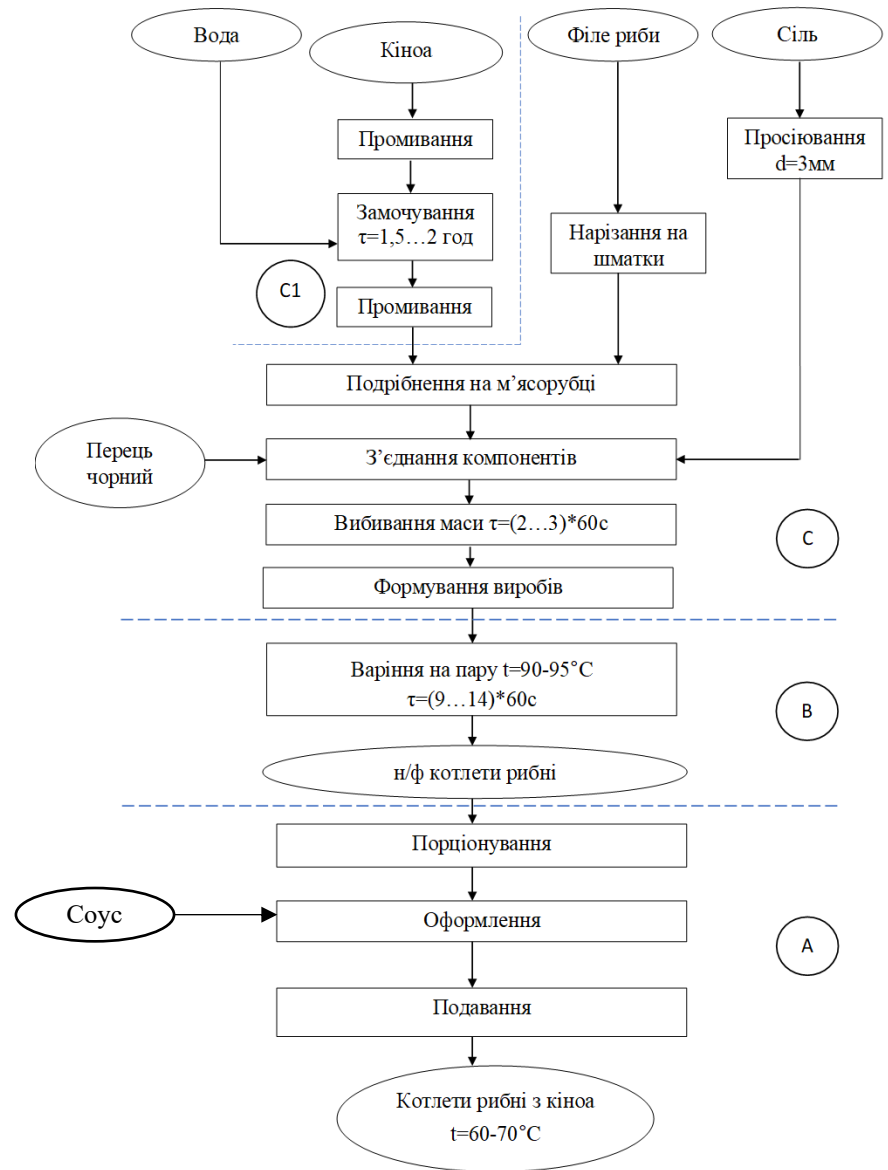 Вода
Кіноа
Філе риби
Сіль
Промивання
Просіювання
d=3мм
Замочування
τ=1,5…2 год
Нарізання на
шматки
С1
Промивання
Подрібнення на м’ясорубці
Перець
чорний
З’єднання компонентів
Вибивання маси τ=(2…3)*60с
С
Формування виробів
Варіння на пару t=90-95°С
τ=(9…14)*60с
В
н/ф котлети рибні
Порціонування
Соус
Оформлення
А
Подавання
Котлети рибні з кіноа
t=60-70°С